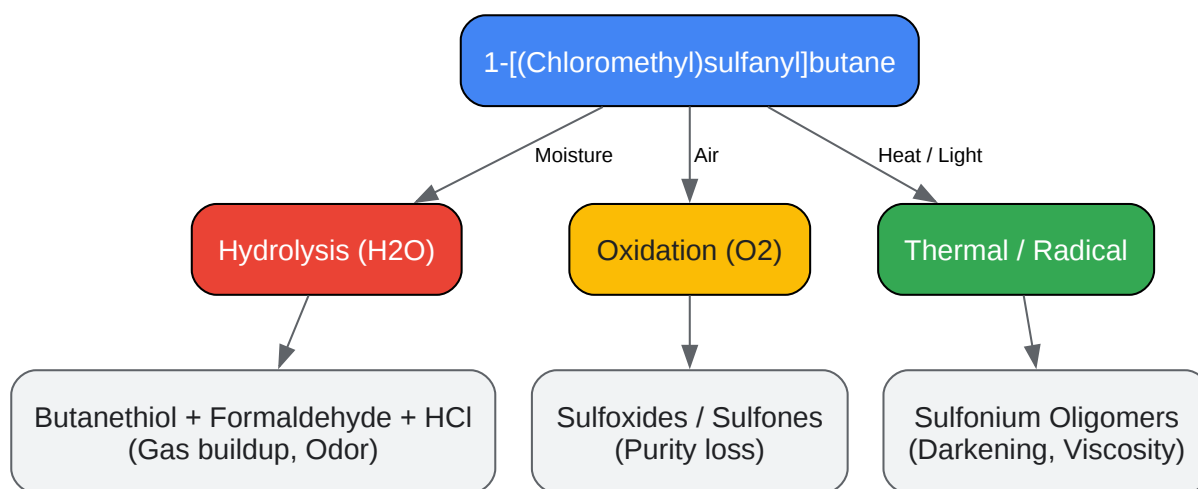 1-[(Chloromethyl)sulfanyl]butane
Moisture
Air
Heat / Light
Hydrolysis (H2O)
Oxidation (O2)
Thermal / Radical
Butanethiol + Formaldehyde + HCl
(Gas buildup, Odor)
Sulfoxides / Sulfones
(Purity loss)
Sulfonium Oligomers
(Darkening, Viscosity)